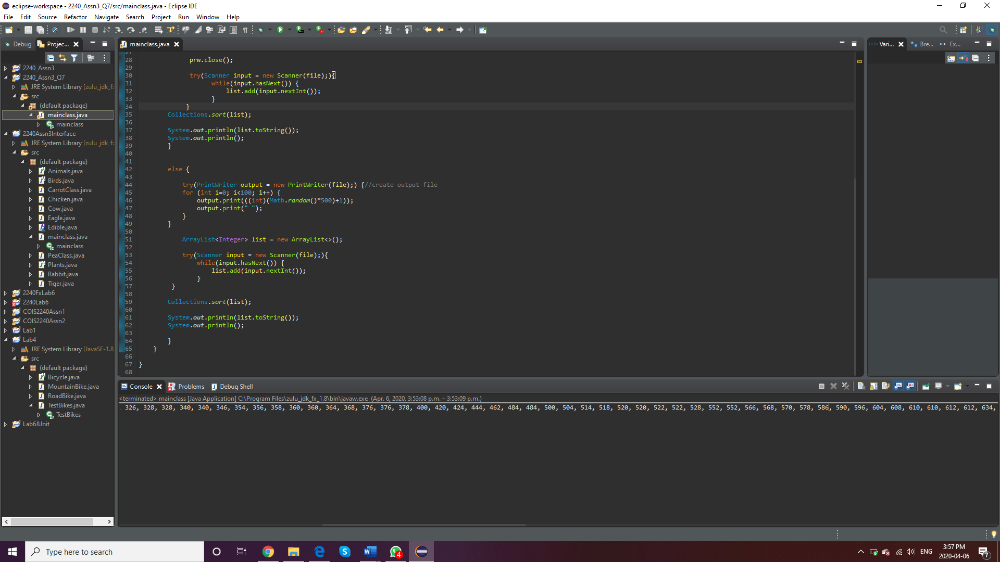 eclipse-workspace - 2240_Assn3_Q7/src/mainclass.java - Eclipse IDE
File Edit Source Refactor Navigate Search Project Run Window Help
Debug Projec...
2240_Assn3
2240_Assn3_Q7
JRE System Library [zulu_jdk_f
src
(default package)
mainclass.java
mainclass
2240Assn3Interface
JRE System Library [zulu_jdk_f
src
(default package)
Animals.java
Birds.java
CarrotClass.java
Chicken.java
Cow.java
Eagle.java
Edible.java
mainclass.java
mainclass
PeaClass.java
Plants.java
Rabbit.java
Tiger.java
2240FxLab6
2240Lab6
COIS2240Assn1
COIS2240Assn2
Lab1
Lab4
JRE System Library [JavaSE-1.8
src
(default package)
Bicycle.java
MountainBike.java
RoadBike.java
TestBikes.java
TestBikes
Lab6JUnit
mainclass.java
27
28 prw.close();
29
30 try(Scanner input = new Scanner(file);){
31 while(input.hasNext()) {
32 list.add(input.nextInt());
33 }
34 }
35 Collections.sort(list);
36
37 System.out.println(list.toString());
38 System.out.println();
39 }
40
41
42 else {
43
44 try(PrintWriter output = new PrintWriter(file);) {//create output file
45 for (int i=0; i<100; i++) {
46 output.print(((int)(Math.random()*500)+1));
47 output.print(" ");
48 }
49 }
50
51 ArrayList<Integer> list = new ArrayList<>();
52
53 try(Scanner input = new Scanner(file);){
54 while(input.hasNext()) {
55 list.add(input.nextInt());
56 }
57 }
58
59 Collections.sort(list);
60
61 System.out.println(list.toString());
62 System.out.println();
63
64 }
65 }
66
67 }
68
Vari... Bre... Ex...
Console Problems Debug Shell
<terminated> mainclass [Java Application] C:\Program Files\zulu_jdk_fx_1.8\bin\javaw.exe (Apr. 6, 2020, 3:53:08 p.m. – 3:53:09 p.m.)
, 326, 328, 328, 340, 340, 346, 354, 356, 358, 360, 360, 364, 368, 376, 376, 378, 400, 420, 424, 444, 462, 484, 484, 500, 504, 514, 518, 520, 520, 522, 522, 528, 552, 552, 566, 568, 570, 578, 586, 590, 596, 604, 608, 610, 610, 612, 612, 634,
Type here to search
4
ENG
3:57 PM
2020-04-06
7